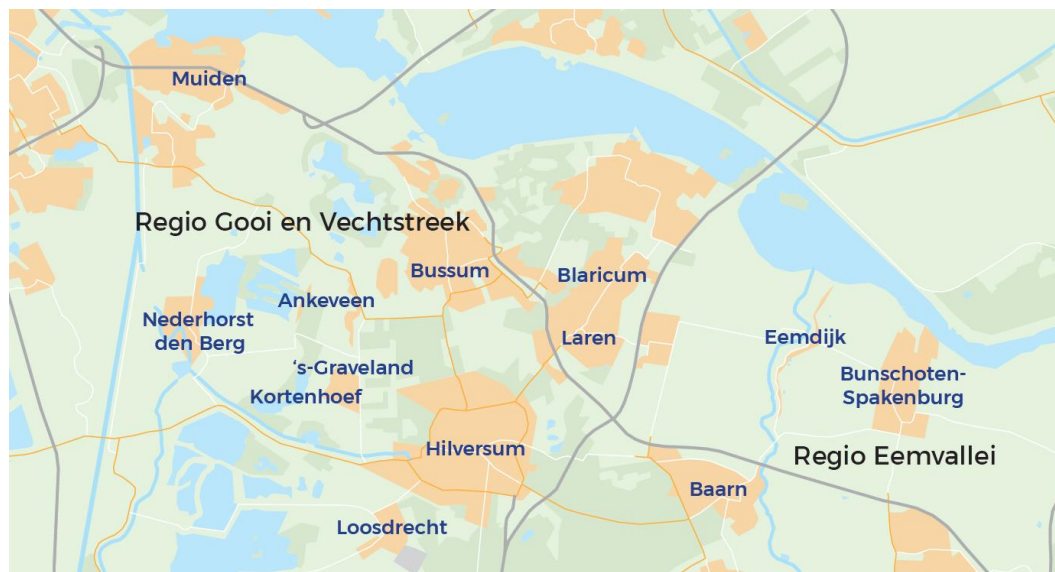 Muiden
Regio Gooi en Vechtstreek
Bussum
Blaricum
Ankeveen
Nederhorst
den Berg
Laren
Eemdijk
‘s-Graveland
Kortenhoef
Bunschoten-
Spakenburg
Hilversum
Regio Eemvallei
Baarn
Loosdrecht